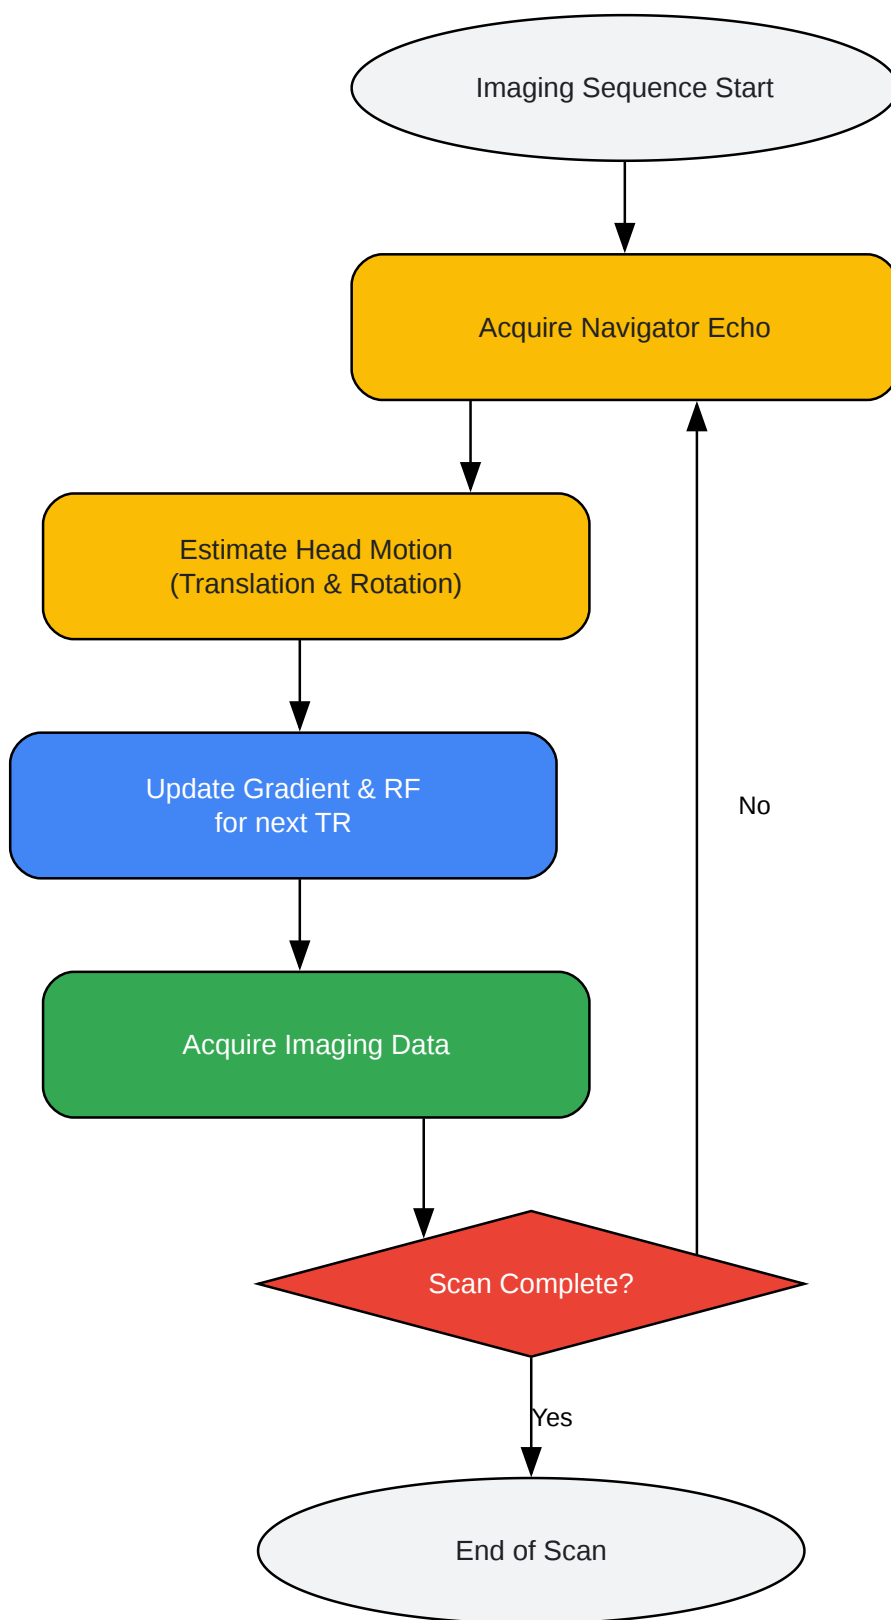 Imaging Sequence Start
Acquire Navigator Echo
Estimate Head Motion
(Translation & Rotation)
Update Gradient & RF
for next TR
No
Acquire Imaging Data
Scan Complete?
Yes
End of Scan